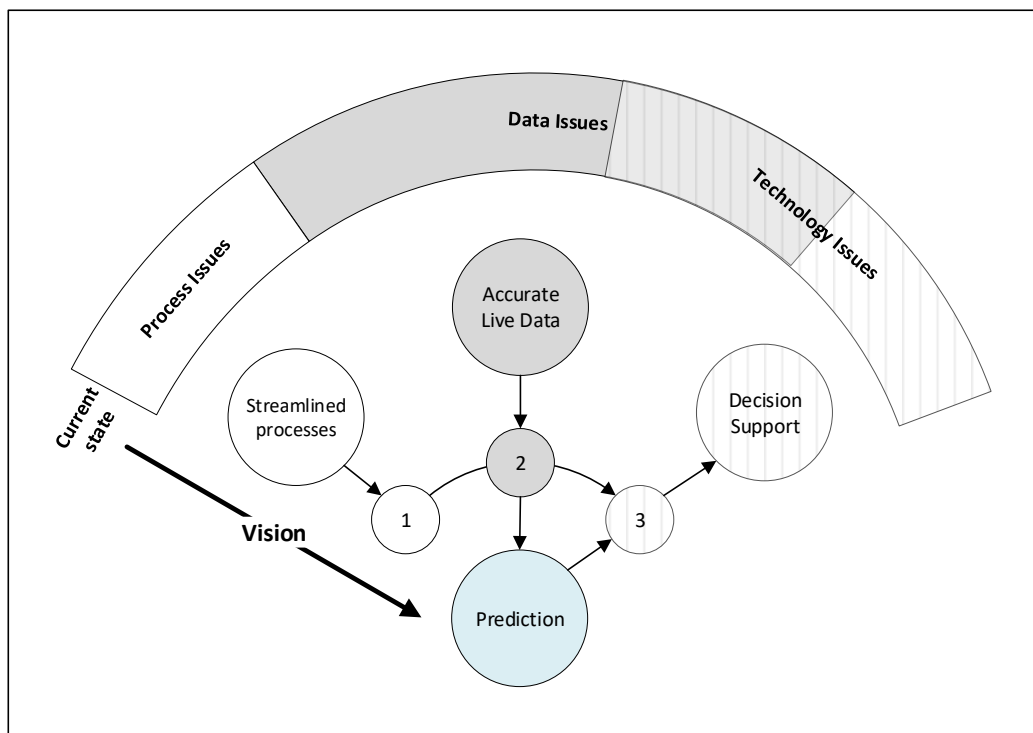 Data Issues
Technology Issues
Process Issues
Accurate
Live Data
Current
state
Streamlined
processes
Decision
Support
2
1
3
Vision
Prediction